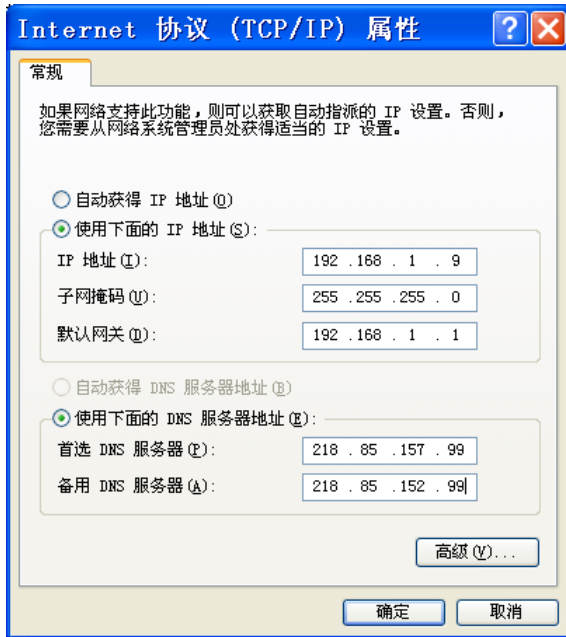 Internet 协议 (TCP/IP) 属性
常规
如果网络支持此功能,则可以获取自动指派的 IP 设置。否则,
您需要从网络系统管理员处获得适当的 IP 设置。
自动获得 IP 地址(O)
使用下面的 IP 地址(S):
IP 地址(I): 192 .168 . 1 . 9
子网掩码(U): 255 .255 .255 . 0
默认网关(D): 192 .168 . 1 . 1
自动获得 DNS 服务器地址(B)
使用下面的 DNS 服务器地址(E):
首选 DNS 服务器(P): 218 . 85 .157 . 99
备用 DNS 服务器(A): 218 . 85 .152 . 99
高级(V)...
确定 取消